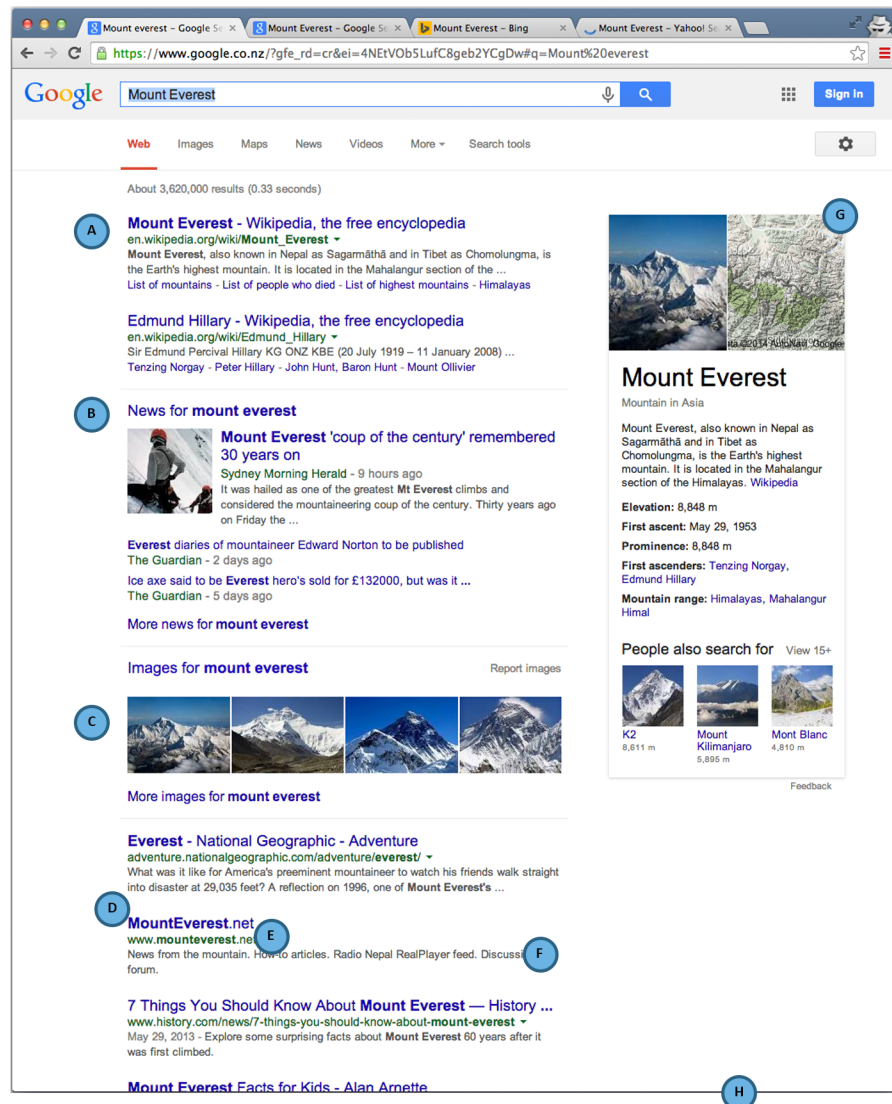 Mount everest – Google Se
Mount Everest – Google Se
Mount Everest – Bing
Mount Everest – Yahoo! Se
https://www.google.co.nz/?gfe_rd=cr&ei=4NEtVOb5LufC8geb2YCgDw#q=Mount%20everest
Google
Mount Everest
Sign in
Web Images Maps News Videos More Search tools
About 3,620,000 results (0.33 seconds)
A
Mount Everest - Wikipedia, the free encyclopedia
en.wikipedia.org/wiki/Mount_Everest
Mount Everest, also known in Nepal as Sagarmāthā and in Tibet as Chomolungma, is
the Earth's highest mountain. It is located in the Mahalangur section of the ...
List of mountains - List of people who died - List of highest mountains - Himalayas
Edmund Hillary - Wikipedia, the free encyclopedia
en.wikipedia.org/wiki/Edmund_Hillary
Sir Edmund Percival Hillary KG ONZ KBE (20 July 1919 – 11 January 2008) ...
Tenzing Norgay - Peter Hillary - John Hunt, Baron Hunt - Mount Ollivier
B
News for mount everest
Mount Everest 'coup of the century' remembered
30 years on
Sydney Morning Herald - 9 hours ago
It was hailed as one of the greatest Mt Everest climbs and
considered the mountaineering coup of the century. Thirty years ago
on Friday the ...
Everest diaries of mountaineer Edward Norton to be published
The Guardian - 2 days ago
Ice axe said to be Everest hero's sold for £132000, but was it ...
The Guardian - 5 days ago
More news for mount everest
Images for mount everest
Report images
C
More images for mount everest
Everest - National Geographic - Adventure
adventure.nationalgeographic.com/adventure/everest/
What was it like for America's preeminent mountaineer to watch his friends walk straight
into disaster at 29,035 feet? A reflection on 1996, one of Mount Everest's ...
D
MountEverest.net
www.mounteverest.net
E
News from the mountain. How-to articles. Radio Nepal RealPlayer feed.
F
forum.
7 Things You Should Know About Mount Everest — History ...
www.history.com/news/7-things-you-should-know-about-mount-everest
May 29, 2013 - Explore some surprising facts about Mount Everest 60 years after it
was first climbed.
Mount Everest Facts for Kids - Alan Arnette
G
©2014 AutoNavi, Google
Mount Everest
Mountain in Asia
Mount Everest, also known in Nepal as
Sagarmāthā and in Tibet as
Chomolungma, is the Earth's highest
mountain. It is located in the Mahalangur
section of the Himalayas. Wikipedia
Elevation: 8,848 m
First ascent: May 29, 1953
Prominence: 8,848 m
First ascenders: Tenzing Norgay,
Edmund Hillary
Mountain range: Himalayas, Mahalangur
Himal
People also search for View 15+
K2
8,611 m
Mount
Kilimanjaro
5,895 m
Mont Blanc
4,810 m
Feedback
H